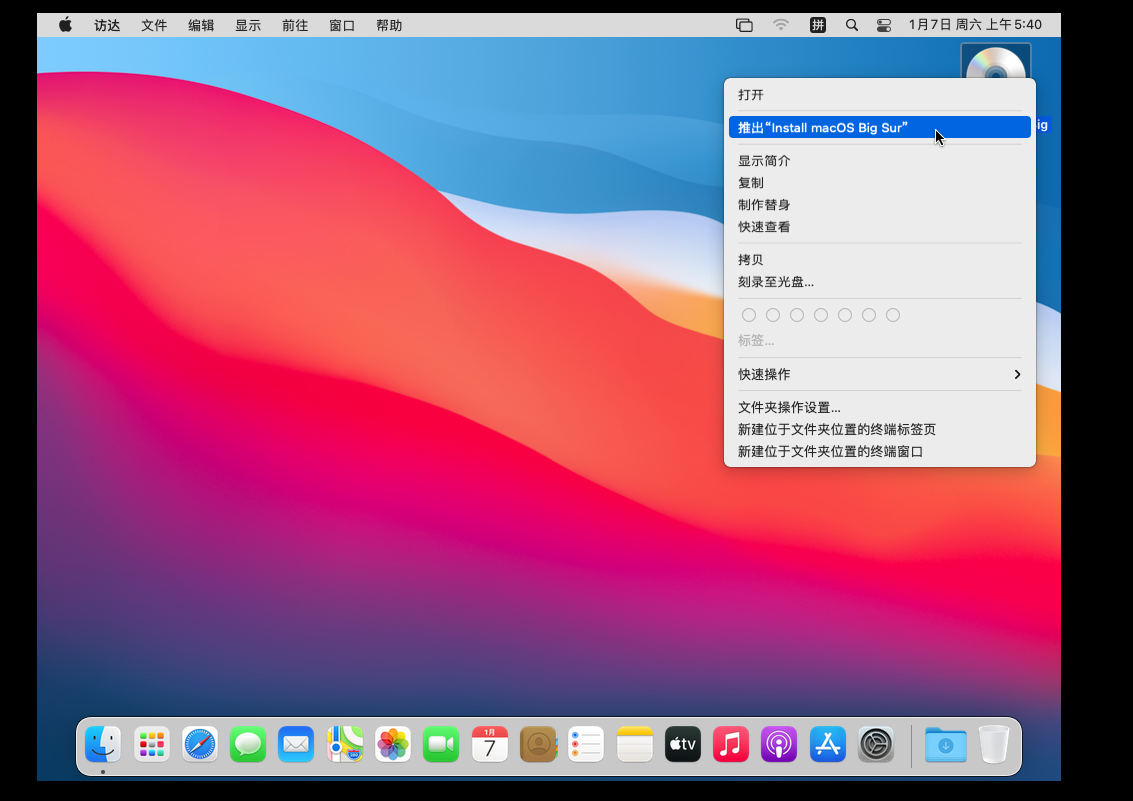 访达 文件 编辑 显示 前往 窗口 帮助 拼 1月7日 周六 上午5:40
打开
推出“Install macOS Big Sur”
ig
显示简介
复制
制作替身
快速查看
拷贝
刻录至光盘...
标签...
快速操作
文件夹操作设置...
新建位于文件夹位置的终端标签页
新建位于文件夹位置的终端窗口
1月
7
tv